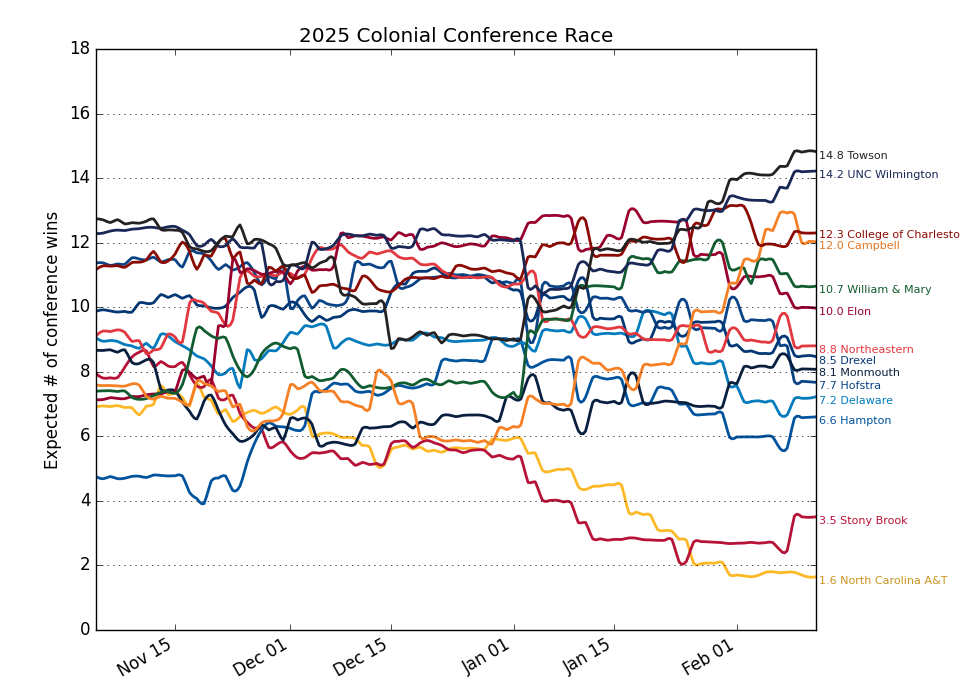 2025 Colonial Conference Race
Expected # of conference wins
18
16
14
12
10
8
6
4
2
0
Nov 15
Dec 01
Dec 15
Jan 01
Jan 15
Feb 01
14.8 Towson
14.2 UNC Wilmington
12.3 College of Charlesto
12.0 Campbell
10.7 William & Mary
10.0 Elon
8.8 Northeastern
8.5 Drexel
8.1 Monmouth
7.7 Hofstra
7.2 Delaware
6.6 Hampton
3.5 Stony Brook
1.6 North Carolina A&T